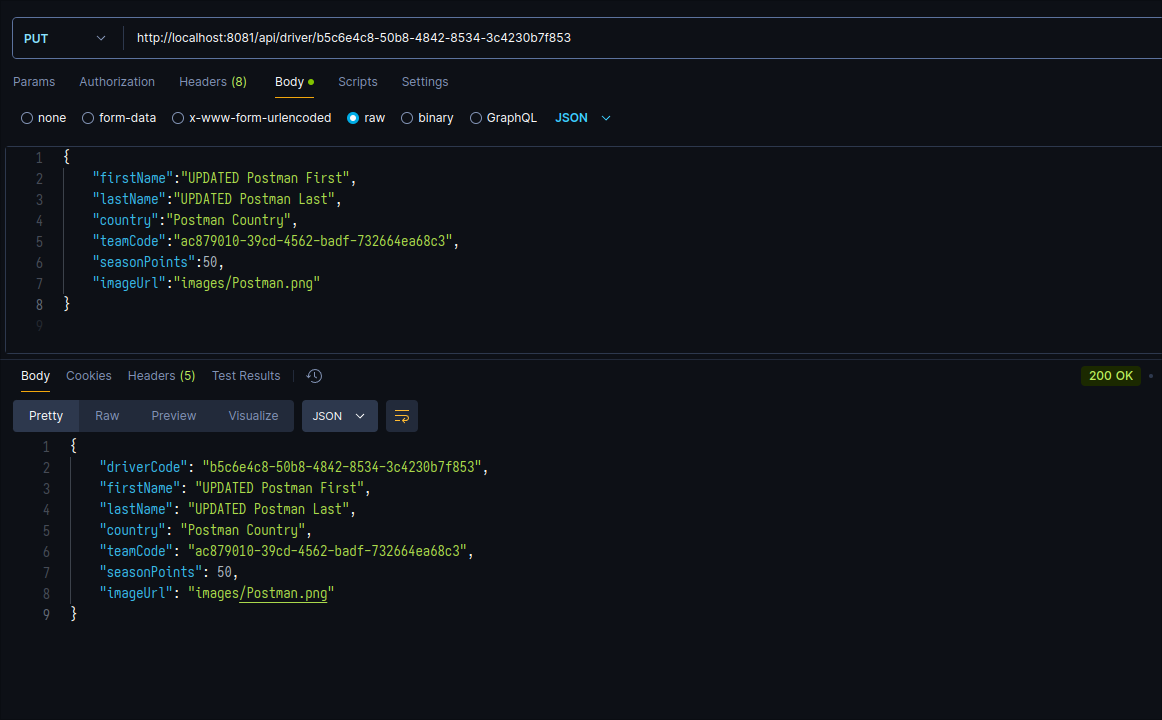 PUT http://localhost:8081/api/driver/b5c6e4c8-50b8-4842-8534-3c4230b7f853
Params Authorization Headers (8) Body Scripts Settings
none form-data x-www-form-urlencoded raw binary GraphQL JSON
1 {
2 "firstName":"UPDATED Postman First",
3 "lastName":"UPDATED Postman Last",
4 "country":"Postman Country",
5 "teamCode":"ac879010-39cd-4562-badf-732664ea68c3",
6 "seasonPoints":50,
7 "imageUrl":"images/Postman.png"
8 }
9
Body Cookies Headers (5) Test Results 200 OK
Pretty Raw Preview Visualize JSON
1 {
2 "driverCode": "b5c6e4c8-50b8-4842-8534-3c4230b7f853",
3 "firstName": "UPDATED Postman First",
4 "lastName": "UPDATED Postman Last",
5 "country": "Postman Country",
6 "teamCode": "ac879010-39cd-4562-badf-732664ea68c3",
7 "seasonPoints": 50,
8 "imageUrl": "images/Postman.png"
9 }